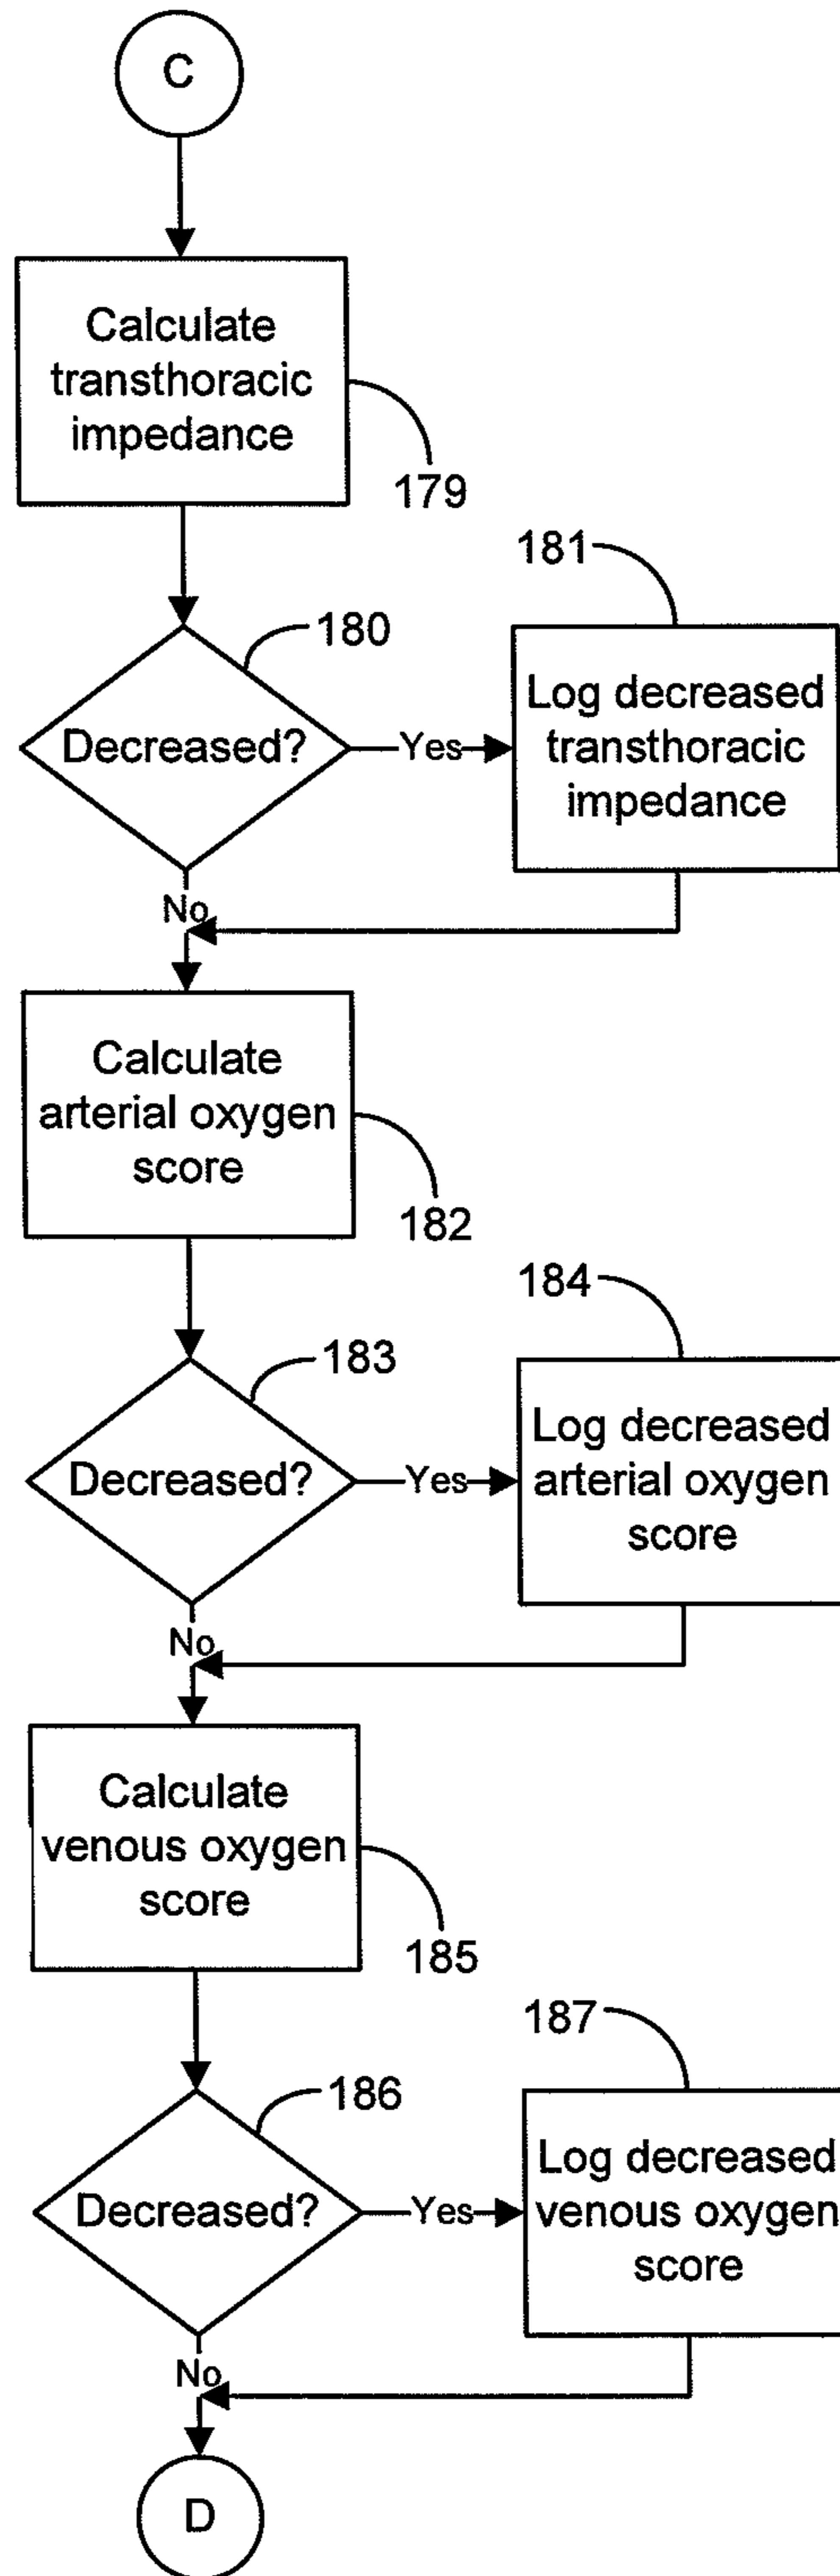 C
Calculate
transthoracic
impedance
179
181
180
Decreased?
Yes
Log decreased
transthoracic
impedance
No
Calculate
arterial oxygen
score
182
184
183
Decreased?
Yes
Log decreased
arterial oxygen
score
No
Calculate
venous oxygen
score
185
187
186
Decreased?
Yes
Log decreased
venous oxygen
score
No
D